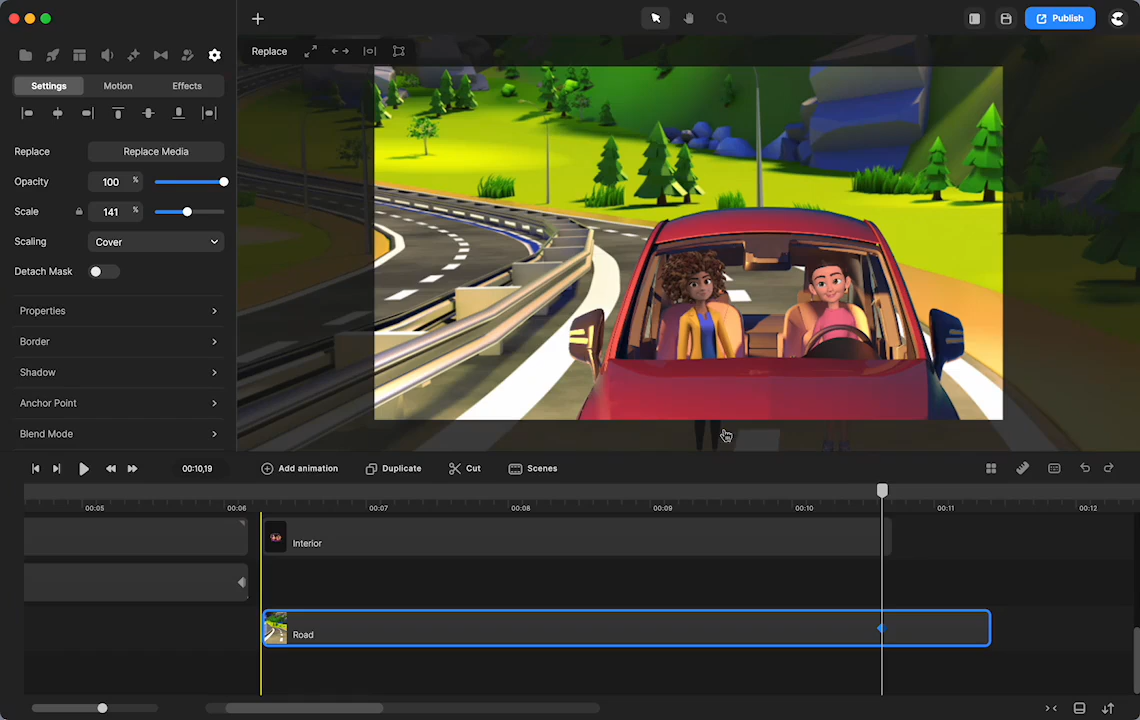 Publish
Replace
Settings Motion Effects
Replace Replace Media
Opacity 100 %
Scale 141 %
Scaling Cover
Detach Mask
Properties
Border
Shadow
Anchor Point
Blend Mode
00:10,19 Add animation Duplicate Cut Scenes
00:05 00:06 00:07 00:08 00:09 00:10 00:11 00:12
Interior
Road